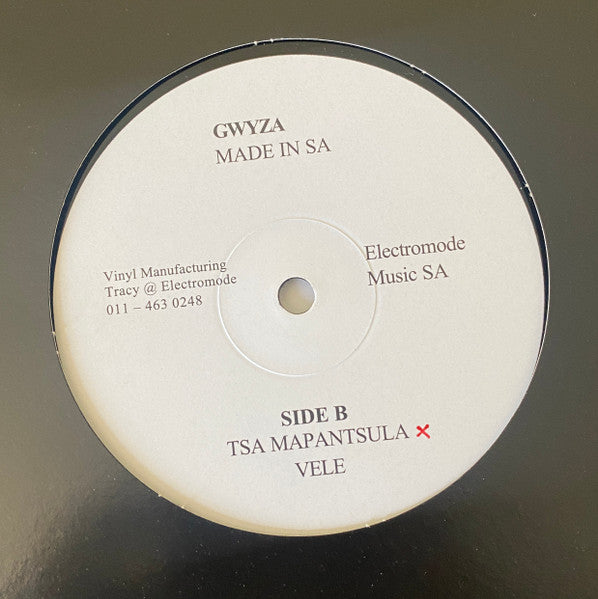 GWYZA
MADE IN SA
Vinyl Manufacturing
Tracy @ Electromode
011 – 463 0248
Electromode
Music SA
SIDE B
TSA MAPANTSULA ×
VELE